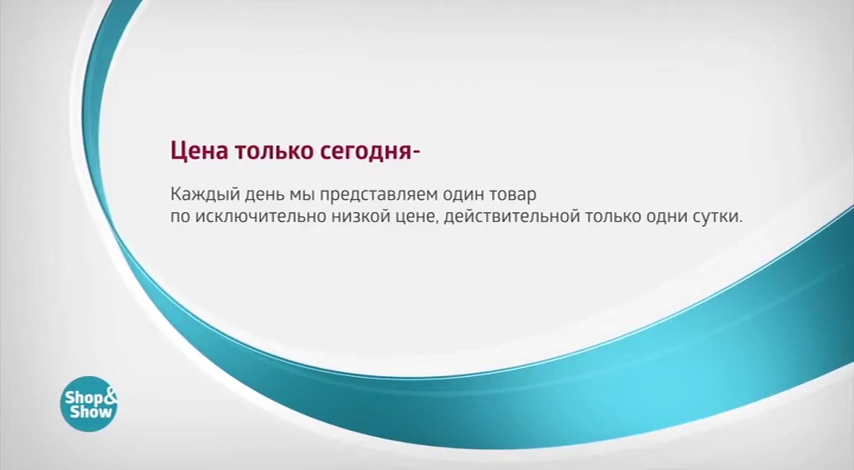 Цена только сегодня-
Каждый день мы представляем один товар
по исключительно низкой цене, действительной только одни сутки.
Shop&
Show